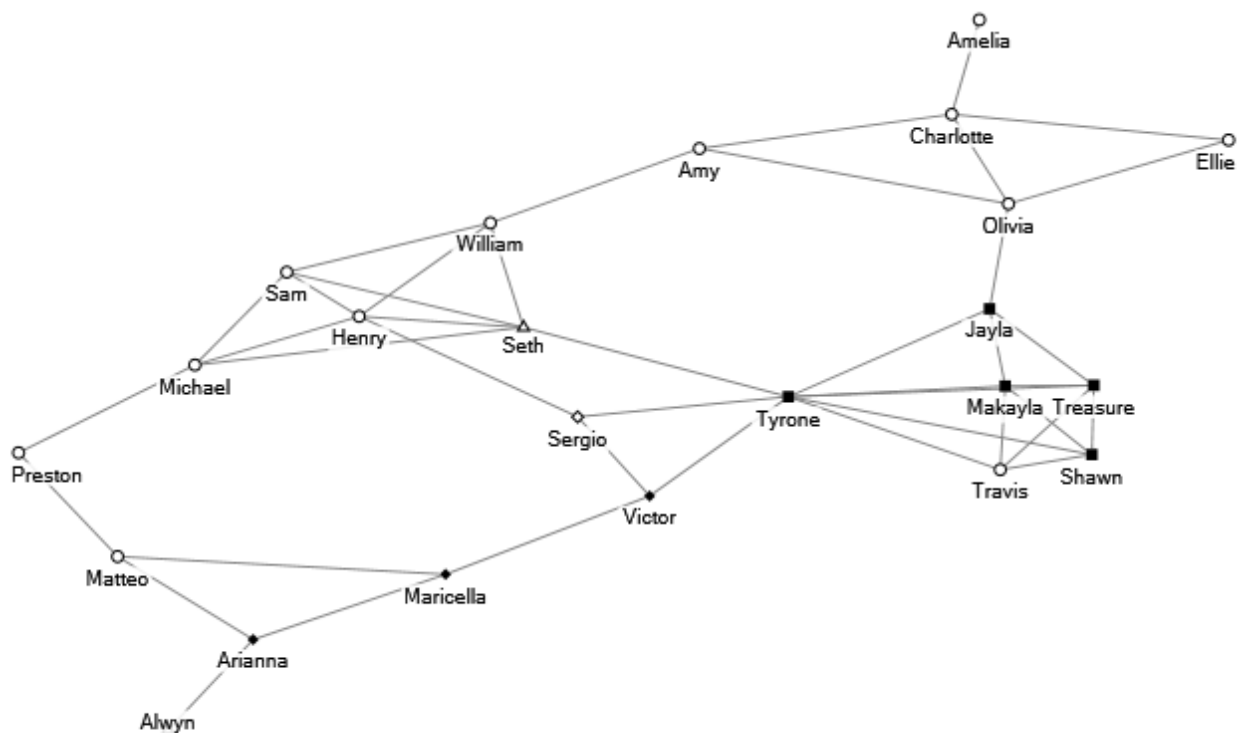 Amelia
Charlotte
Ellie
Amy
Olivia
William
Sam
Henry
Seth
Jayla
Michael
Makayla
Treasure
Tyrone
Sergio
Preston
Shawn
Travis
Victor
Matteo
Maricella
Arianna
Alwyn